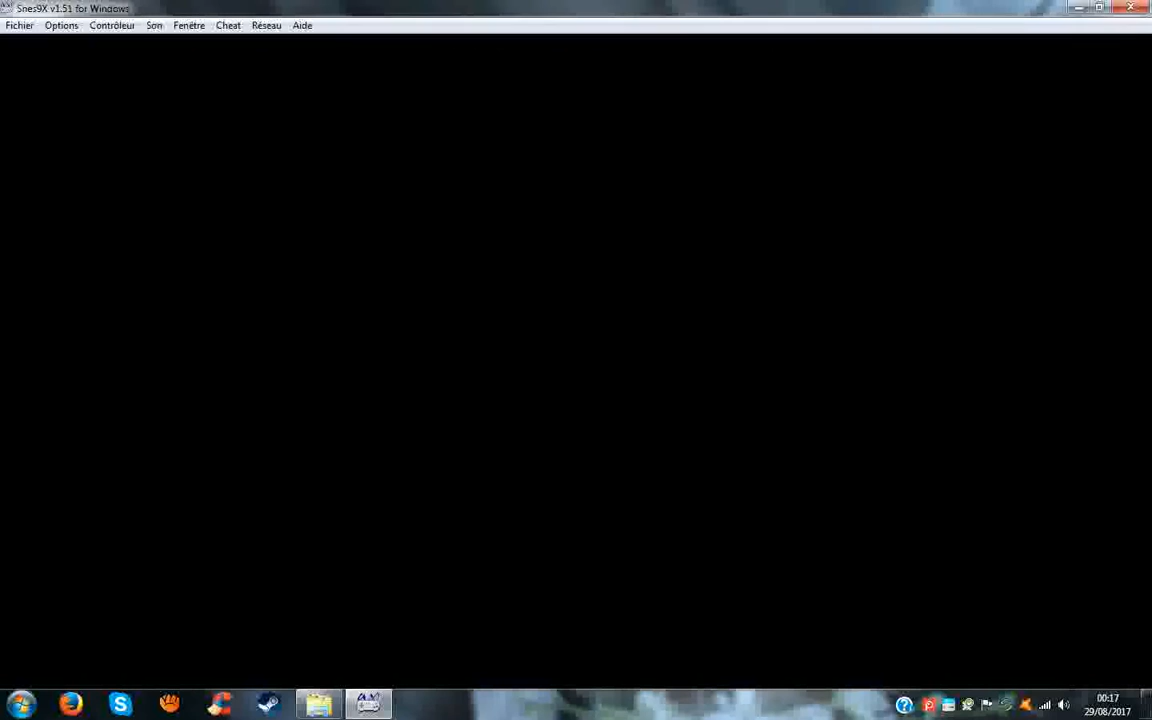 Snes9X v1.51 for Windows
Fichier Options Contrôleur Son Fenêtre Cheat Réseau Aide
00:17
29/08/2017